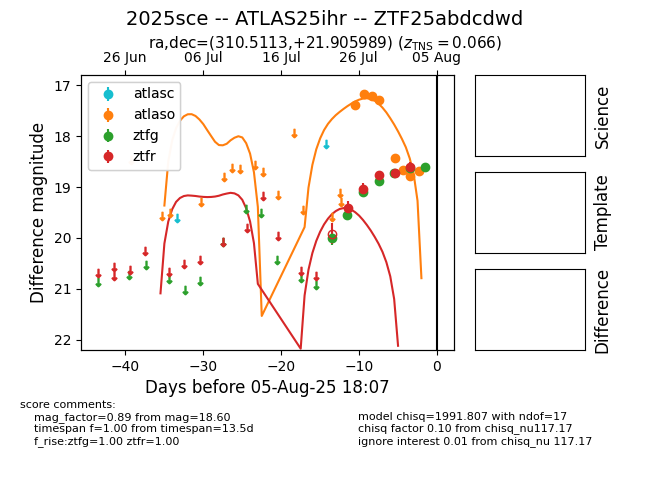 2025sce -- ATLAS25ihr -- ZTF25abdcdwd
ra,dec=(310.5113,+21.905989) (zTNS = 0.066)
26 Jun 06 Jul 16 Jul 26 Jul 05 Aug
atlasc
atlaso
ztfg
ztfr
17
18
19
20
21
22
Difference magnitude
−40 −30 −20 −10 0
Days before 05-Aug-25 18:07
Science
Template
Difference
score comments:
mag_factor=0.89 from mag=18.60
timespan f=1.00 from timespan=13.5d
f_rise:ztfg=1.00 ztfr=1.00
model chisq=1991.807 with ndof=17
chisq factor 0.10 from chisq_nu117.17
ignore interest 0.01 from chisq_nu 117.17